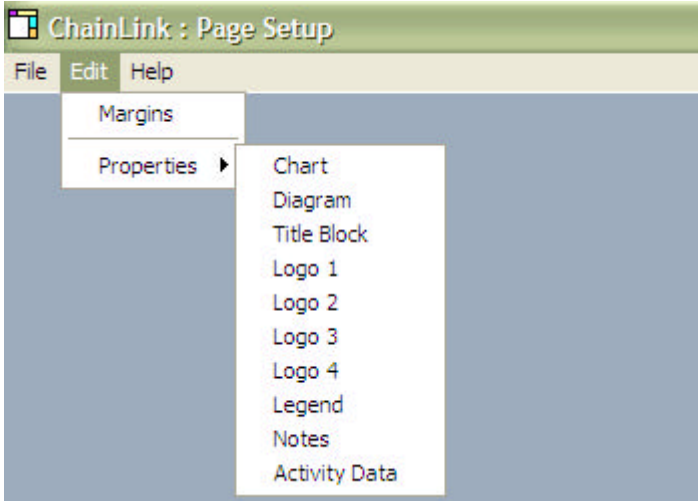 ChainLink : Page Setup
File Edit Help
Margins
Properties
Chart
Diagram
Title Block
Logo 1
Logo 2
Logo 3
Logo 4
Legend
Notes
Activity Data